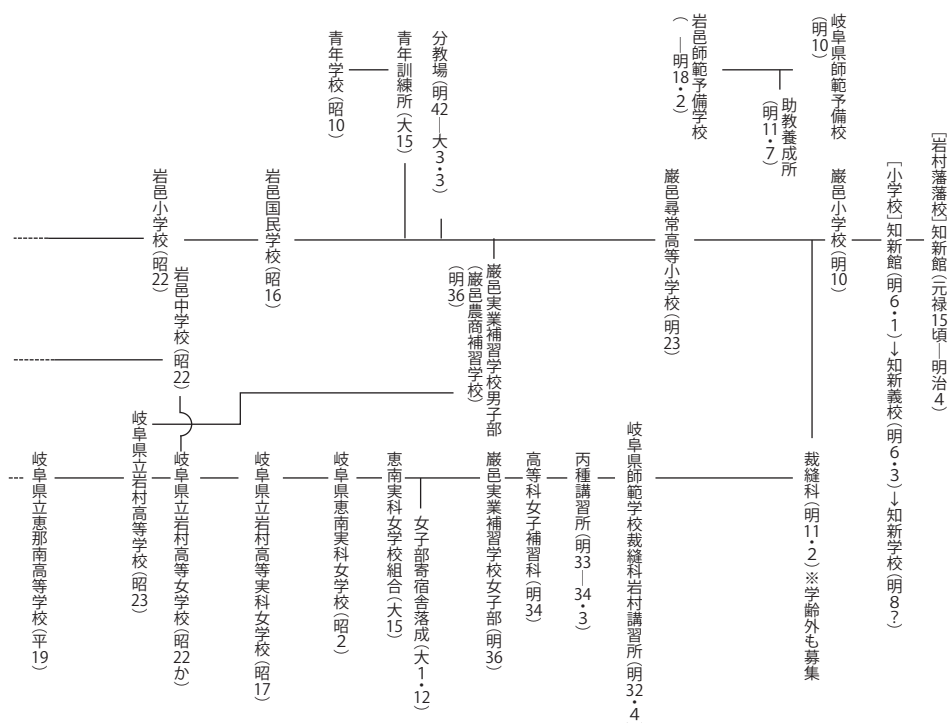 ［岩村藩藩校］知新館（元禄15頃―明治4）
［小学校］知新館（明6・1）→知新義校（明6・3）→知新学校（明8？）
岐阜県師範予備校
（明10）
巌邑小学校（明10）
助教養成所
（明11・7）
裁縫科（明11・2）※学齢外も募集
岩邑師範予備学校
（　―明18・2）
巌邑尋常高等小学校（明23）
岐阜県師範学校裁縫科岩村講習所（明32・4
丙種講習所（明33―34・3）
高等科女子補習科（明34）
巌邑実業補習学校男子部
（巌邑農商補習学校）
（明36）
巌邑実業補習学校女子部（明36）
分教場（明42―大3・3）
女子部寄宿舎落成（大1・12）
青年訓練所（大15）
恵南実科女学校組合（大15）
青年学校（昭10）
岐阜県恵南実科女学校（昭2）
岩邑国民学校（昭16）
岐阜県立岩村高等実科女学校（昭17）
岩邑小学校（昭22）
岩邑中学校（昭22）
岐阜県立岩村高等女学校（昭22か）
岐阜県立岩村高等学校（昭23）
岐阜県立恵那南高等学校（平19）